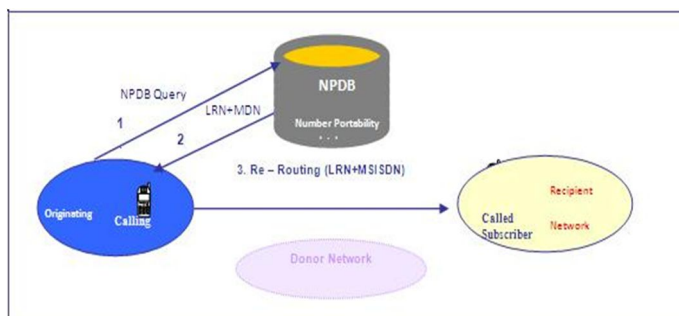 NPDB
Number Portability
NPDB Query
LRN+MDN
1
2
3. Re – Routing (LRN+MSISDN)
Originating
Calling
Called
Subscriber
Recipient
Network
Donor Network